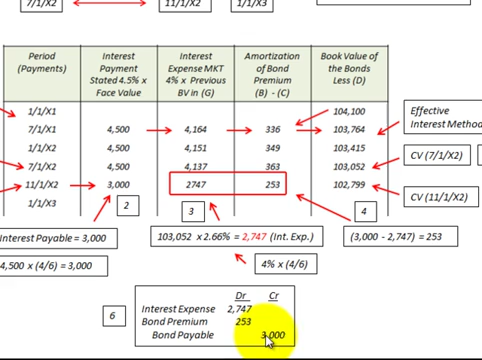 7/1/X2 11/1/X2 1/1/X3
Period Interest Interest Amortization Book Value of
(Payments) Payment Expense MKT of Bond the Bonds
Stated 4.5% x 4% x Previous Premium Less (D)
Face Value BV in (G) (B) - (C)
1/1/X1 104,100
7/1/X1 4,500 4,164 336 103,764
1/1/X2 4,500 4,151 349 103,415
7/1/X2 4,500 4,137 363 103,052
11/1/X2 3,000 2747 253 102,799
1/1/X3
Effective
Interest Metho
CV (7/1/X2)
CV (11/1/X2)
2 3 4
Interest Payable = 3,000 103,052 x 2.66% = 2,747 (Int. Exp.) (3,000 - 2,747) = 253
4,500 x (4/6) = 3,000 4% x (4/6)
6
Dr Cr
Interest Expense 2,747
Bond Premium 253
Bond Payable 3,000